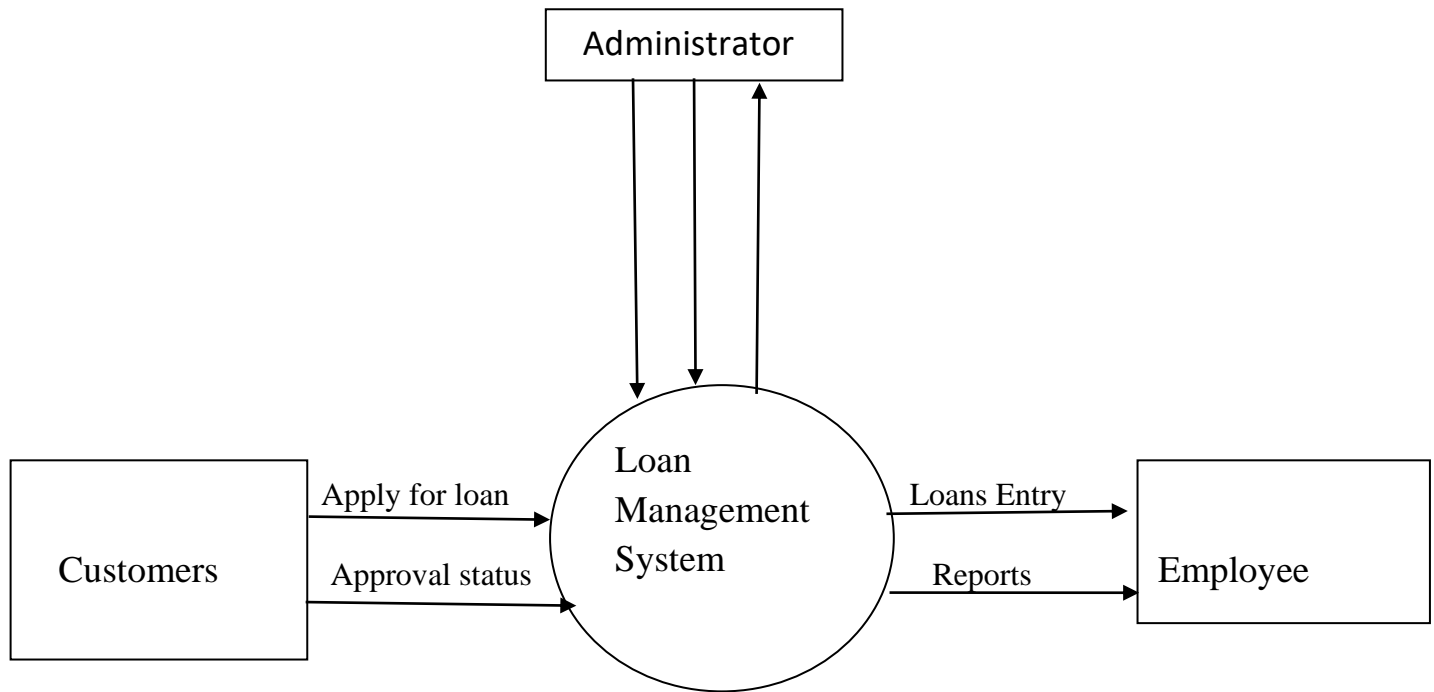 Administrator
Loan
Management
System
Apply for loan
Approval status
Customers
Loans Entry
Reports
Employee